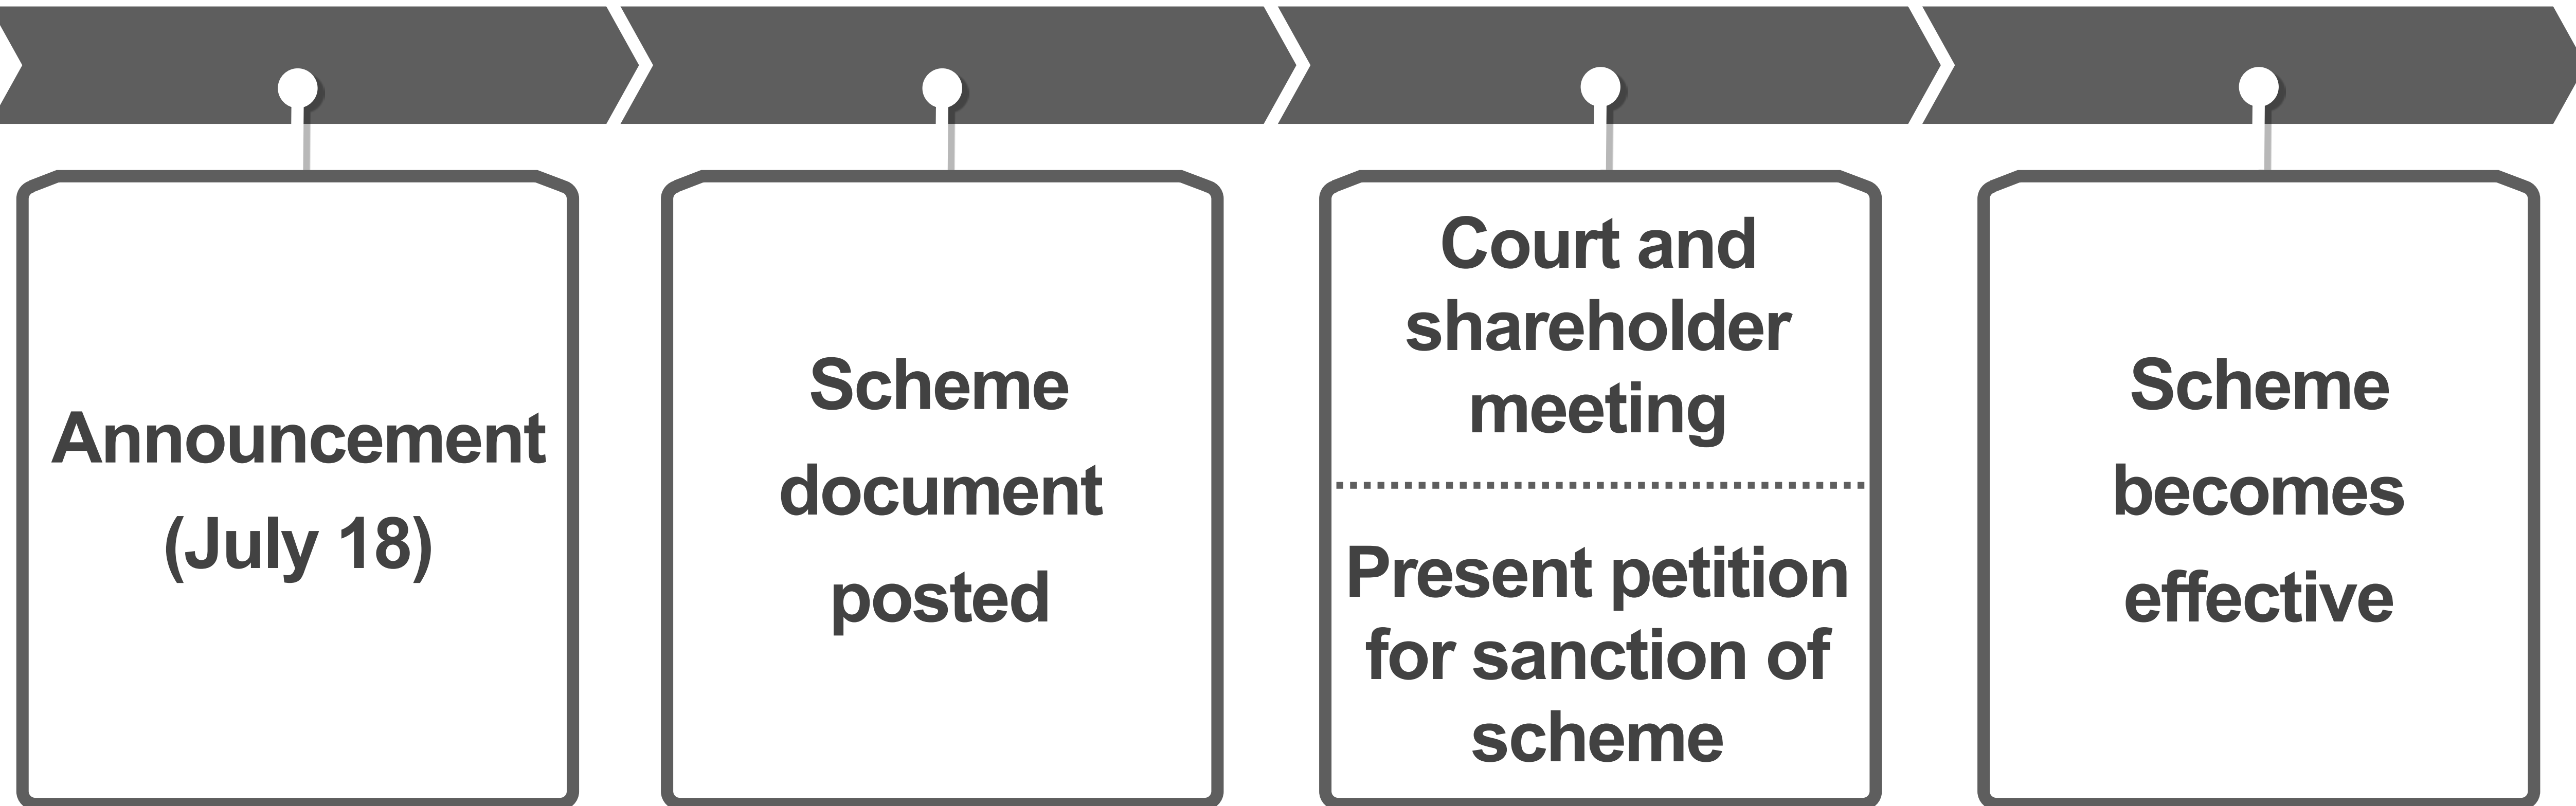 Announcement
(July 18)
Scheme
document
posted
Court and
shareholder
meeting
Present petition
for sanction of
scheme
Scheme
becomes
effective